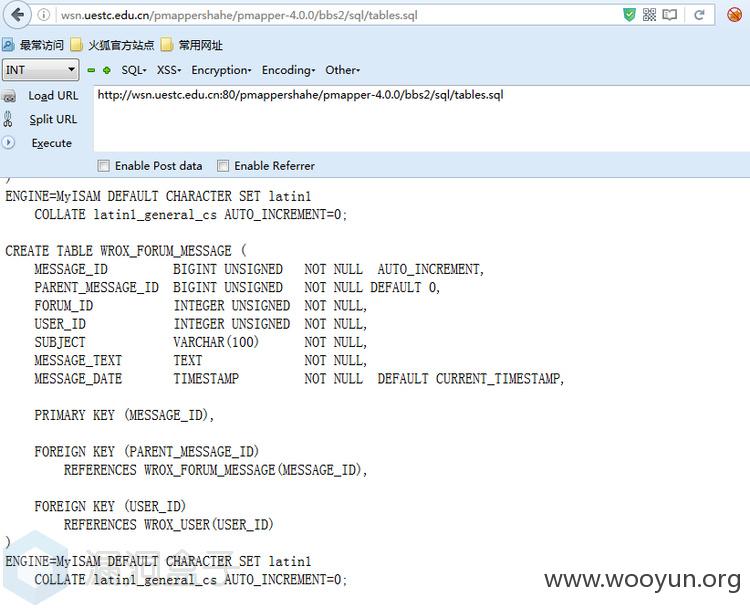 wsn.uestc.edu.cn/pmappershahe/pmapper-4.0.0/bbs2/sql/tables.sql
最常访问 火狐官方站点 常用网址
INT SQL- XSS- Encryption- Encoding- Other-
Load URL http://wsn.uestc.edu.cn:80/pmappershahe/pmapper-4.0.0/bbs2/sql/tables.sql
Split URL
Execute
Enable Post data Enable Referrer
)
ENGINE=MyISAM DEFAULT CHARACTER SET latin1
COLLATE latin1_general_cs AUTO_INCREMENT=0;
CREATE TABLE WROX_FORUM_MESSAGE (
MESSAGE_ID BIGINT UNSIGNED NOT NULL AUTO_INCREMENT,
PARENT_MESSAGE_ID BIGINT UNSIGNED NOT NULL DEFAULT 0,
FORUM_ID INTEGER UNSIGNED NOT NULL,
USER_ID INTEGER UNSIGNED NOT NULL,
SUBJECT VARCHAR(100) NOT NULL,
MESSAGE_TEXT TEXT NOT NULL,
MESSAGE_DATE TIMESTAMP NOT NULL DEFAULT CURRENT_TIMESTAMP,
PRIMARY KEY (MESSAGE_ID),
FOREIGN KEY (PARENT_MESSAGE_ID)
REFERENCES WROX_FORUM_MESSAGE(MESSAGE_ID),
FOREIGN KEY (USER_ID)
REFERENCES WROX_USER(USER_ID)
)
ENGINE=MyISAM DEFAULT CHARACTER SET latin1
COLLATE latin1_general_cs AUTO_INCREMENT=0;
www.wooyun.org